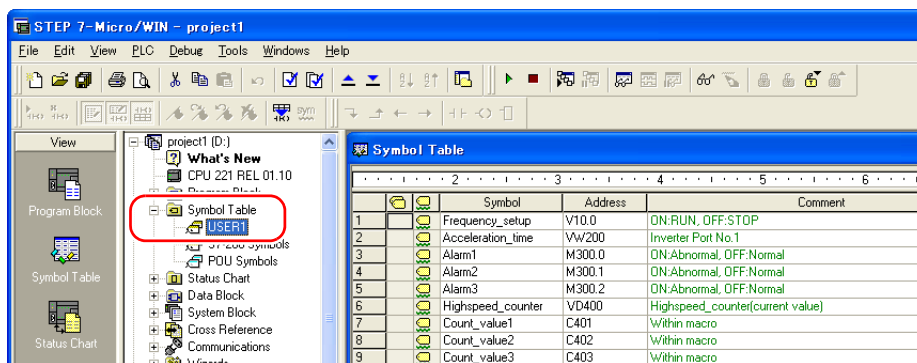 STEP 7-Micro/WIN - project1
File Edit View PLC Debug Tools Windows Help
View
Program Block
Symbol Table
Status Chart
project1 (D:)
What's New
CPU 221 REL 01.10
Program Block
Symbol Table
USER1
S7-200 Symbols
POU Symbols
Status Chart
Data Block
System Block
Cross Reference
Communications
Wizards
Symbol Table
2 3 4 5 6
Symbol Address Comment
1 Frequency_setup V10.0 ON:RUN, OFF:STOP
2 Acceleration_time VW200 Inverter Port No.1
3 Alarm1 M300.0 ON:Abnormal, OFF:Normal
4 Alarm2 M300.1 ON:Abnormal, OFF:Normal
5 Alarm3 M300.2 ON:Abnormal, OFF:Normal
6 Highspeed_counter VD400 Highspeed_counter(current value)
7 Count_value1 C401 Within macro
8 Count_value2 C402 Within macro
9 Count_value3 C403 Within macro